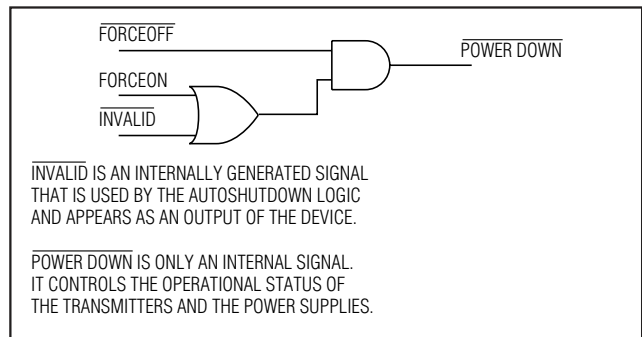 FORCEOFF
POWER DOWN
FORCEON
INVALID
INVALID IS AN INTERNALLY GENERATED SIGNAL
THAT IS USED BY THE AUTOSHUTDOWN LOGIC
AND APPEARS AS AN OUTPUT OF THE DEVICE.
POWER DOWN IS ONLY AN INTERNAL SIGNAL.
IT CONTROLS THE OPERATIONAL STATUS OF
THE TRANSMITTERS AND THE POWER SUPPLIES.